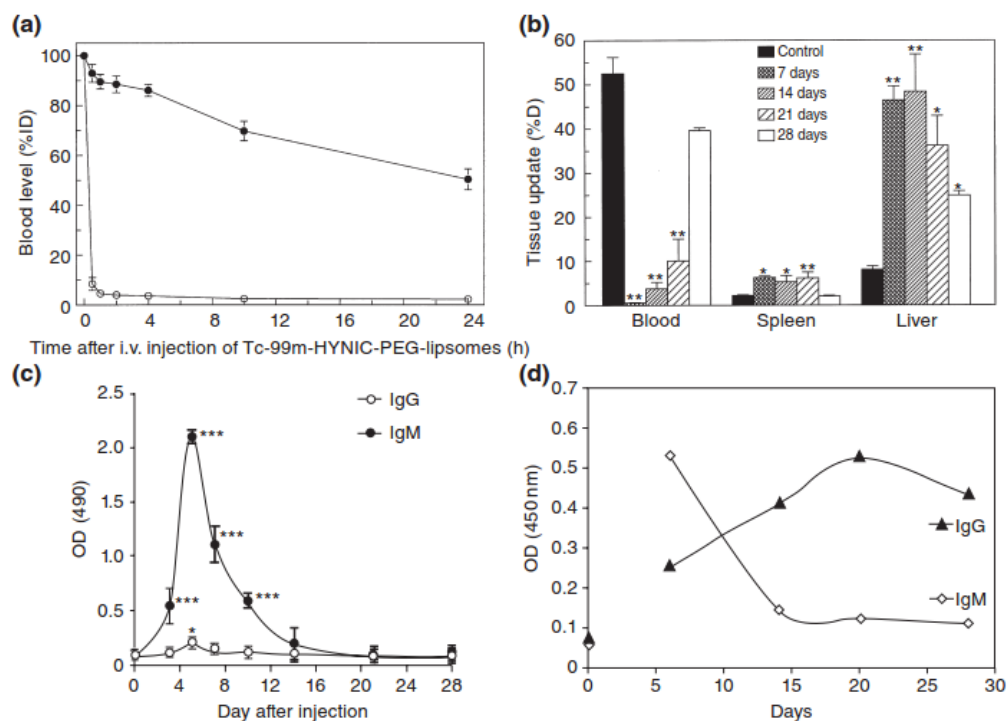 (a)
100
80
60
40
20
0
Blood level (%ID)
0 4 8 12 16 20 24
Time after i.v. injection of Tc-99m-HYNIC-PEG-lipsomes (h)
(b)
60
50
40
30
20
10
0
Tissue update (%D)
Control
7 days
14 days
21 days
28 days
** ** **
* * **
** ** * *
Blood Spleen Liver
(c)
2.5
2.0
1.5
1.0
0.5
0
OD (490)
IgG
IgM
***
***
*** ***
*
0 4 8 10 12 16 20 24 28
Day after injection
(d)
0.7
0.6
0.5
0.4
0.3
0.2
0.1
0
OD (450 nm)
IgG
IgM
0 5 10 15 20 25 30
Days